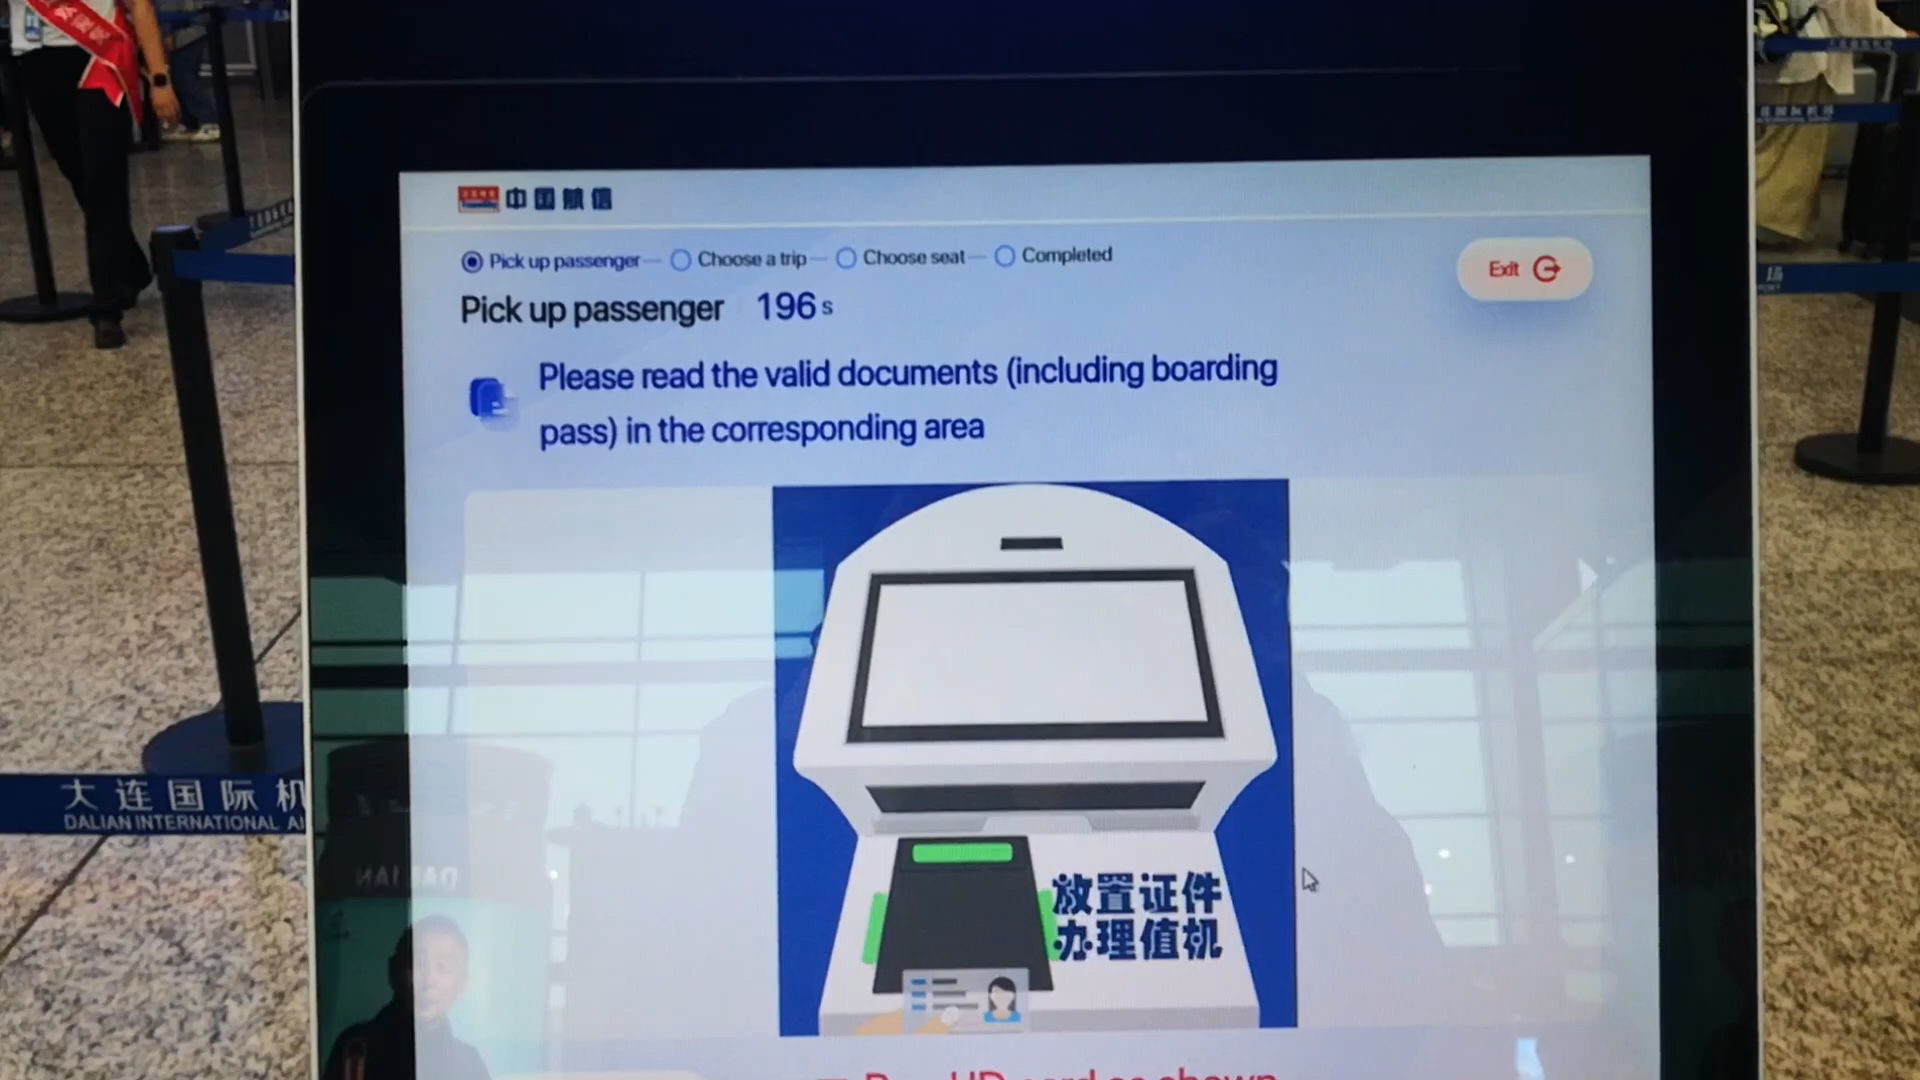 中国航信
Pick up passenger
Choose a trip
Choose seat
Completed
Exit
Pick up passenger 196 s
Please read the valid documents (including boarding
pass) in the corresponding area
放置证件
办理值机
大连国际机
DALIAN INTERNATIONAL AI
as shown